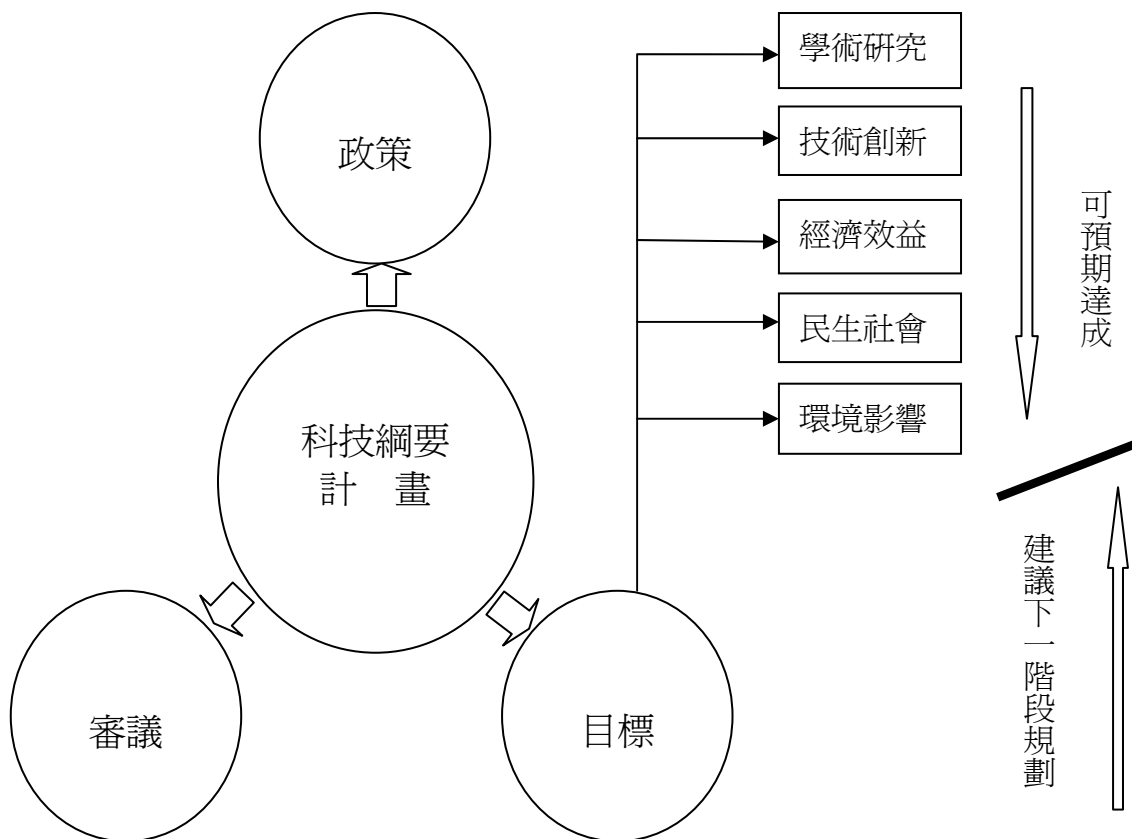 政策
科技綱要
計　畫
審議
目標
學術研究
技術創新
經濟效益
民生社會
環境影響
可預期達成
建議下一階段規劃